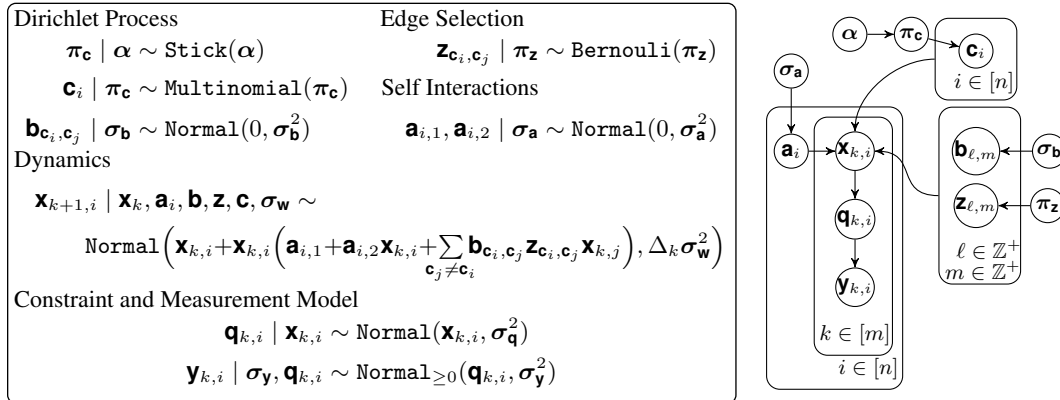 Dirichlet Process
π_c | α ∼ Stick(α)
c_i | π_c ∼ Multinomial(π_c)
b_{c_i,c_j} | σ_b ∼ Normal(0, σ_b^2)
Edge Selection
z_{c_i,c_j} | π_z ∼ Bernouli(π_z)
Self Interactions
a_{i,1}, a_{i,2} | σ_a ∼ Normal(0, σ_a^2)
Dynamics
x_{k+1,i} | x_k, a_i, b, z, c, σ_w ∼
Normal(x_{k,i}+x_{k,i}(a_{i,1}+a_{i,2}x_{k,i}+∑_{c_j≠c_i} b_{c_i,c_j} z_{c_i,c_j} x_{k,j}), Δ_k σ_w^2)
Constraint and Measurement Model
q_{k,i} | x_{k,i} ∼ Normal(x_{k,i}, σ_q^2)
y_{k,i} | σ_y, q_{k,i} ∼ Normal_{≥0}(q_{k,i}, σ_y^2)
α π_c c_i
i ∈ [n]
σ_a
a_i x_{k,i}
q_{k,i}
y_{k,i}
k ∈ [m]
i ∈ [n]
b_{ℓ,m} σ_b
z_{ℓ,m} π_z
ℓ ∈ ℤ^+
m ∈ ℤ^+